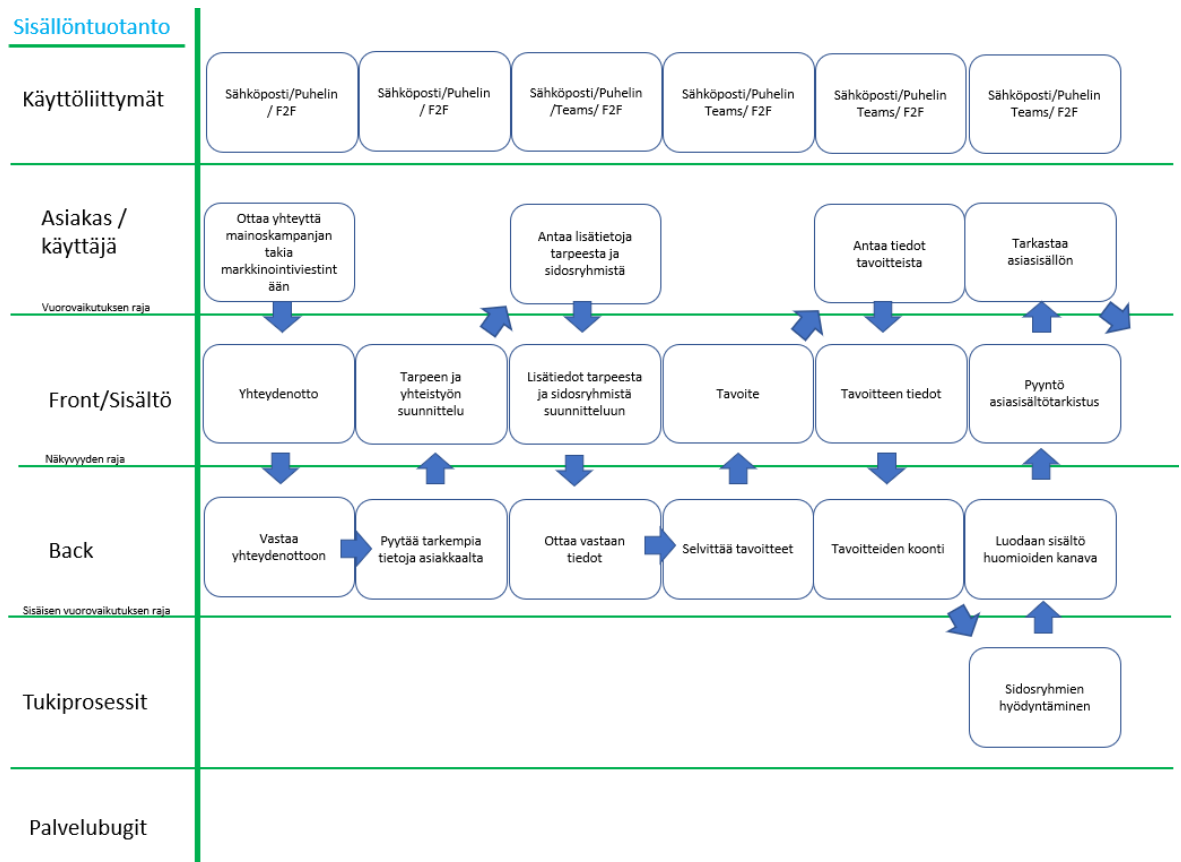 Sisällöntuotanto
Käyttöliittymät
Sähköposti/Puhelin
/ F2F
Sähköposti/Puhelin
/ F2F
Sähköposti/Puhelin
/Teams/ F2F
Sähköposti/Puhelin
Teams/ F2F
Sähköposti/Puhelin
Teams/ F2F
Sähköposti/Puhelin
Teams/ F2F
Asiakas /
käyttäjä
Ottaa yhteyttä
mainoskampanjan
takia
markkinointiviestint
ään
Antaa lisätietoja
tarpeesta ja
sidosryhmistä
Antaa tiedot
tavoitteista
Tarkastaa
asiasisällön
Vuorovaikutuksen raja
Front/Sisältö
Yhteydenotto
Tarpeen ja
yhteistyön
suunnittelu
Lisätiedot tarpeesta
ja sidosryhmistä
suunnitteluun
Tavoite
Tavoitteen tiedot
Pyyntö
asiasisältötarkistus
Näkyvyyden raja
Back
Vastaa
yhteydenottoon
Pyytää tarkempia
tietoja asiakkaalta
Ottaa vastaan
tiedot
Selvittää tavoitteet
Tavoitteiden koonti
Luodaan sisältö
huomioiden kanava
Sisäisen vuorovaikutuksen raja
Tukiprosessit
Sidosryhmien
hyödyntäminen
Palvelubugit